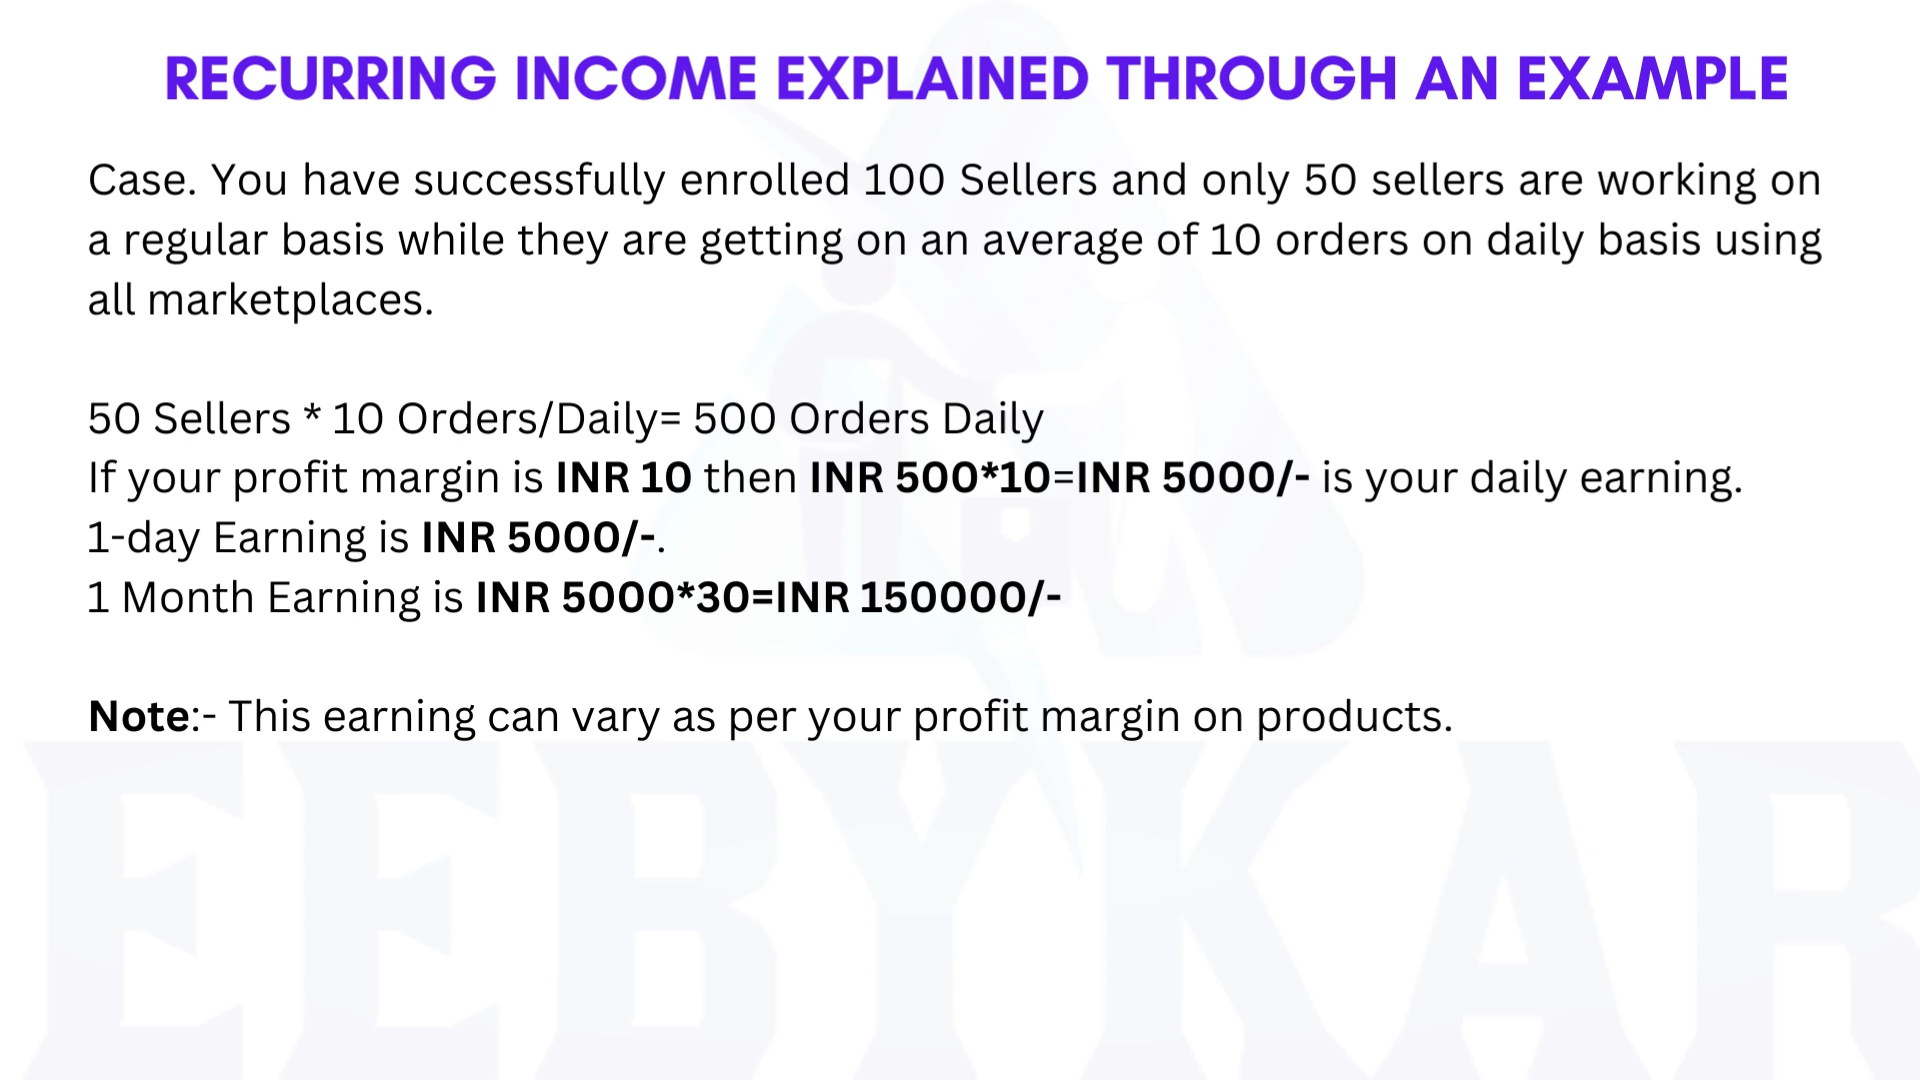 RECURRING INCOME EXPLAINED THROUGH AN EXAMPLE
Case. You have successfully enrolled 100 Sellers and only 50 sellers are working on
a regular basis while they are getting on an average of 10 orders on daily basis using
all marketplaces.
50 Sellers * 10 Orders/Daily= 500 Orders Daily
If your profit margin is INR 10 then INR 500*10=INR 5000/- is your daily earning.
1-day Earning is INR 5000/-.
1 Month Earning is INR 5000*30=INR 150000/-
Note:- This earning can vary as per your profit margin on products.
EEBYKAR